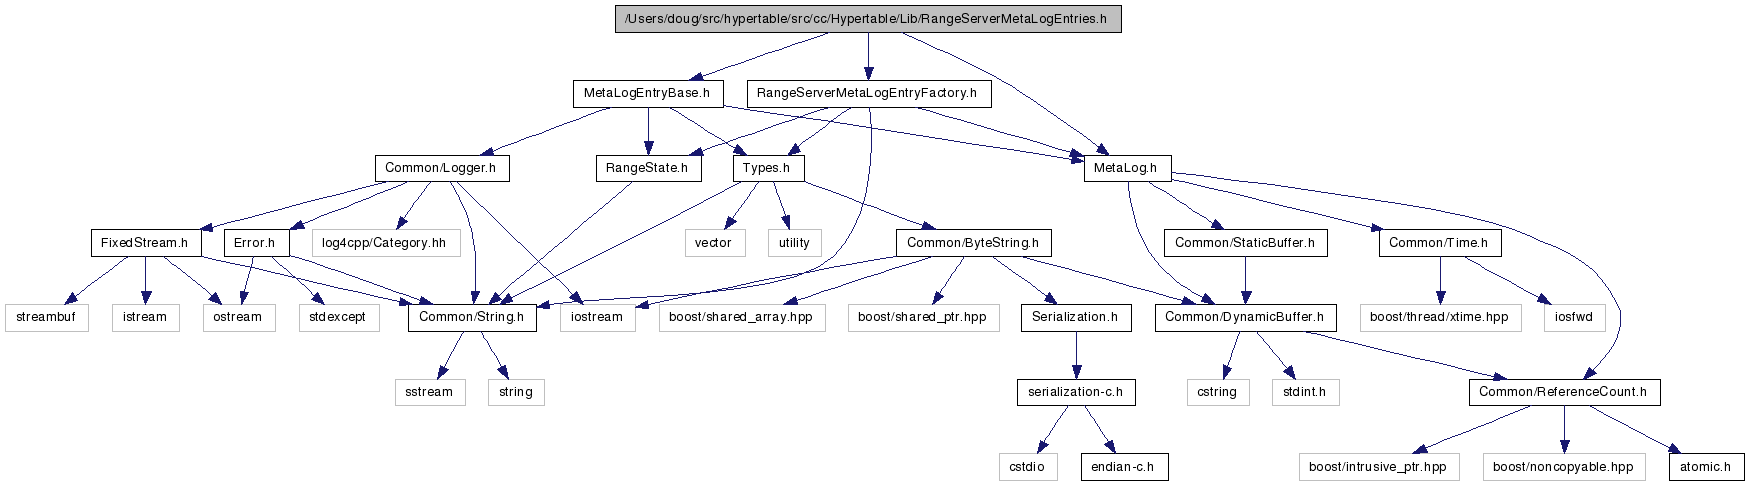 /Users/doug/src/hypertable/src/cc/Hypertable/Lib/RangeServerMetaLogEntries.h
MetaLogEntryBase.h
RangeServerMetaLogEntryFactory.h
Common/Logger.h
RangeState.h
Types.h
MetaLog.h
FixedStream.h
Error.h
log4cpp/Category.hh
vector
utility
Common/ByteString.h
Common/StaticBuffer.h
Common/Time.h
streambuf
istream
ostream
stdexcept
Common/String.h
iostream
boost/shared_array.hpp
boost/shared_ptr.hpp
Serialization.h
Common/DynamicBuffer.h
boost/thread/xtime.hpp
iosfwd
sstream
string
serialization-c.h
cstring
stdint.h
Common/ReferenceCount.h
cstdio
endian-c.h
boost/intrusive_ptr.hpp
boost/noncopyable.hpp
atomic.h